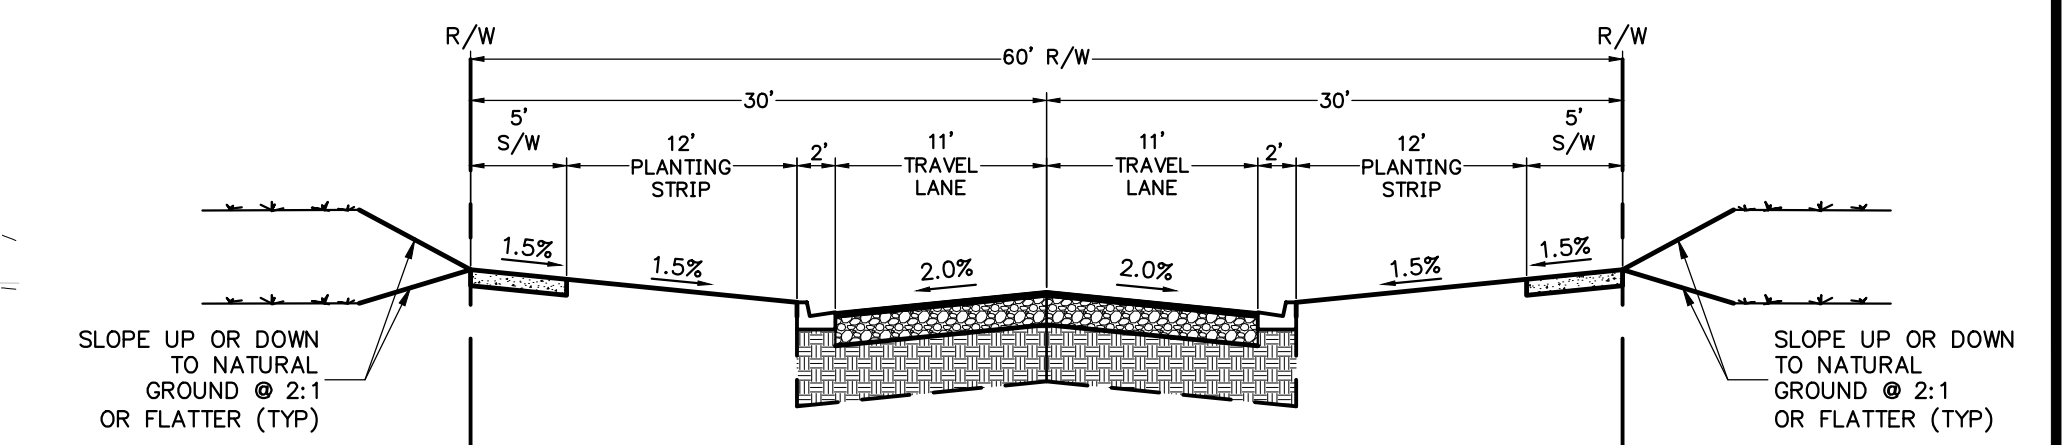 R/W
R/W
60' R/W
30'
30'
5'
S/W
12'
PLANTING
STRIP
2'
11'
TRAVEL
LANE
11'
TRAVEL
LANE
2'
12'
PLANTING
STRIP
5'
S/W
1.5%
1.5%
2.0%
2.0%
1.5%
1.5%
SLOPE UP OR DOWN
TO NATURAL
GROUND @ 2:1
OR FLATTER (TYP)
SLOPE UP OR DOWN
TO NATURAL
GROUND @ 2:1
OR FLATTER (TYP)